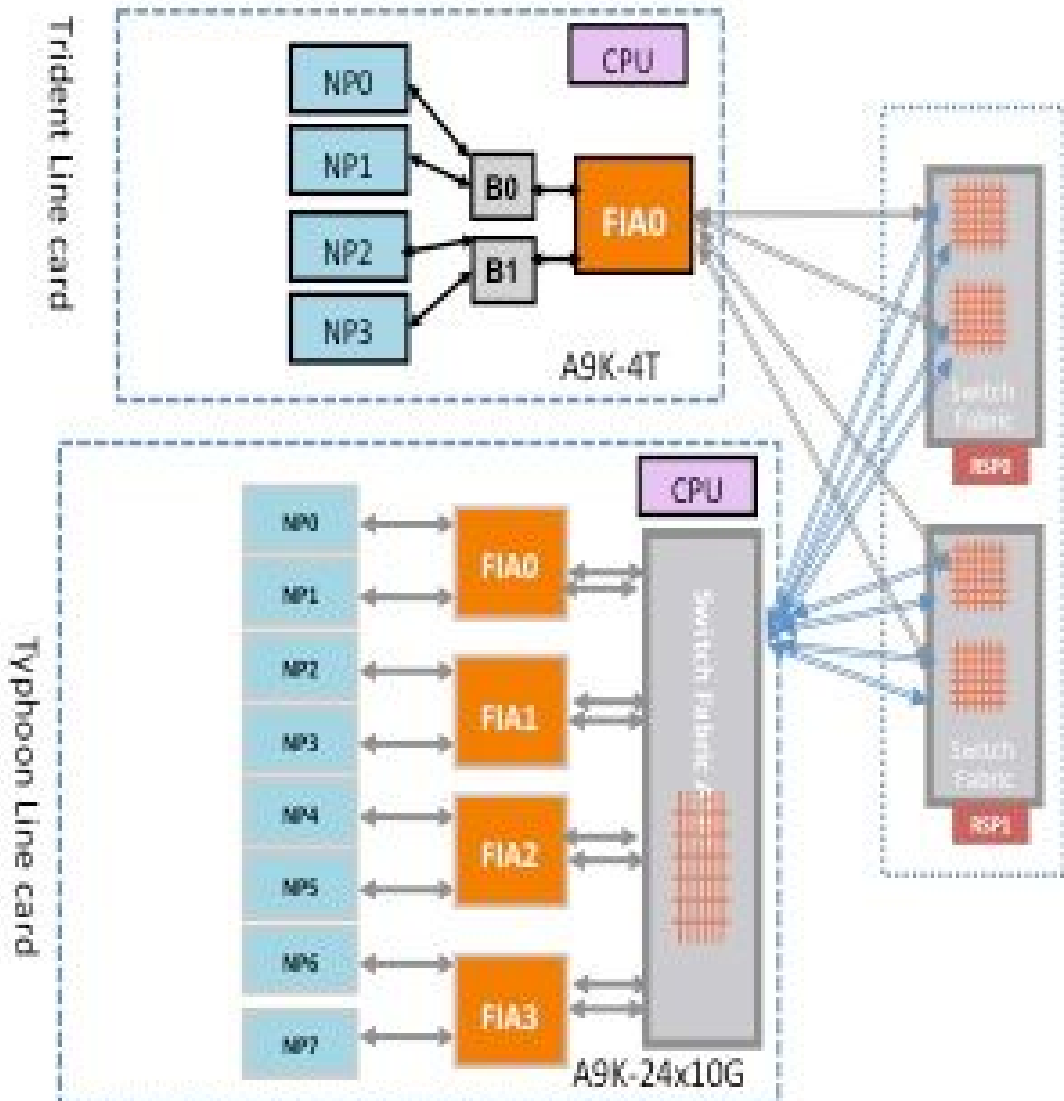 Trident Line card
CPU
NP0
NP1
NP2
NP3
B0
B1
FIA0
A9K-4T
Switch
Fabric
RSP0
Switch
Fabric
RSP1
Typhoon Line card
CPU
NP0
NP1
NP2
NP3
NP4
NP5
NP6
NP7
FIA0
FIA1
FIA2
FIA3
Switch Fabric
A9K-24x10G